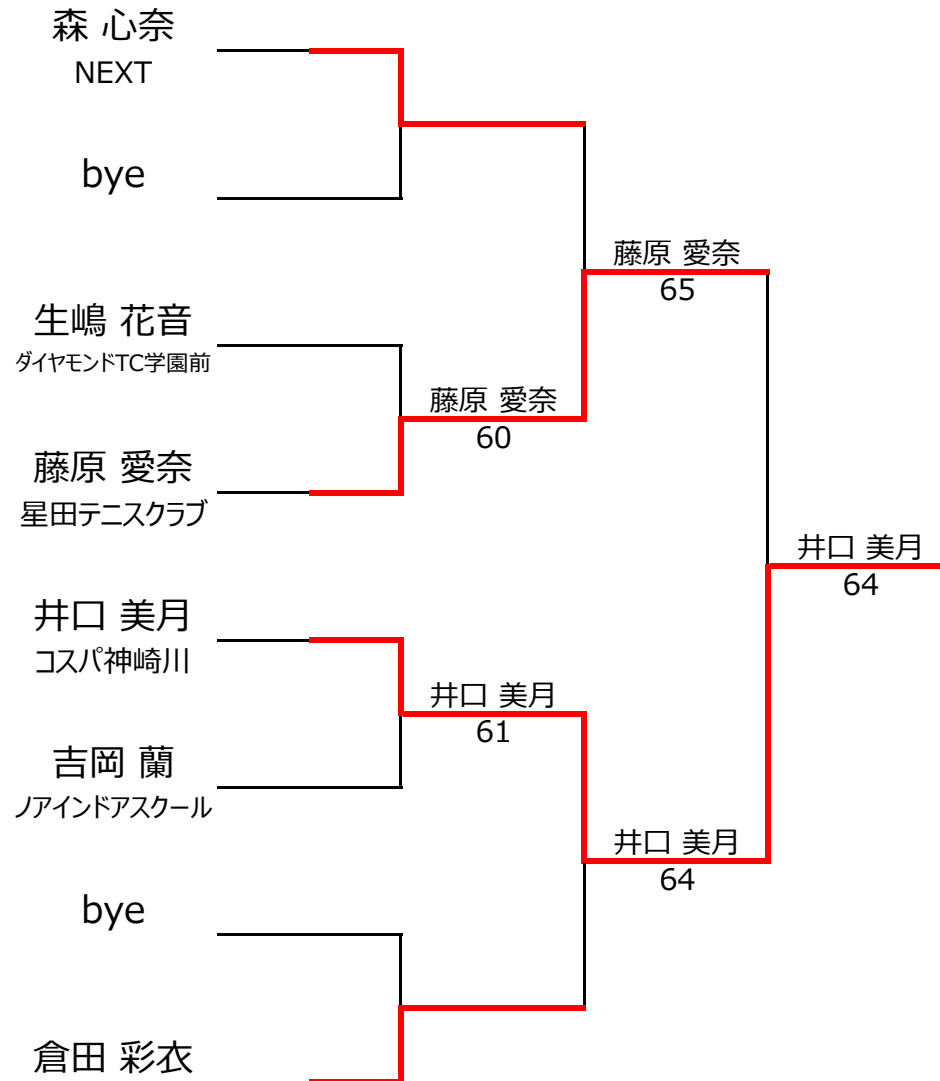 森 心奈
NEXT
bye
藤原 愛奈
65
生嶋 花音
ダイヤモンドTC学園前
藤原 愛奈
60
藤原 愛奈
星田テニスクラブ
井口 美月
64
井口 美月
コスパ神崎川
井口 美月
61
吉岡 蘭
ノアインドアスクール
井口 美月
64
bye
倉田 彩衣